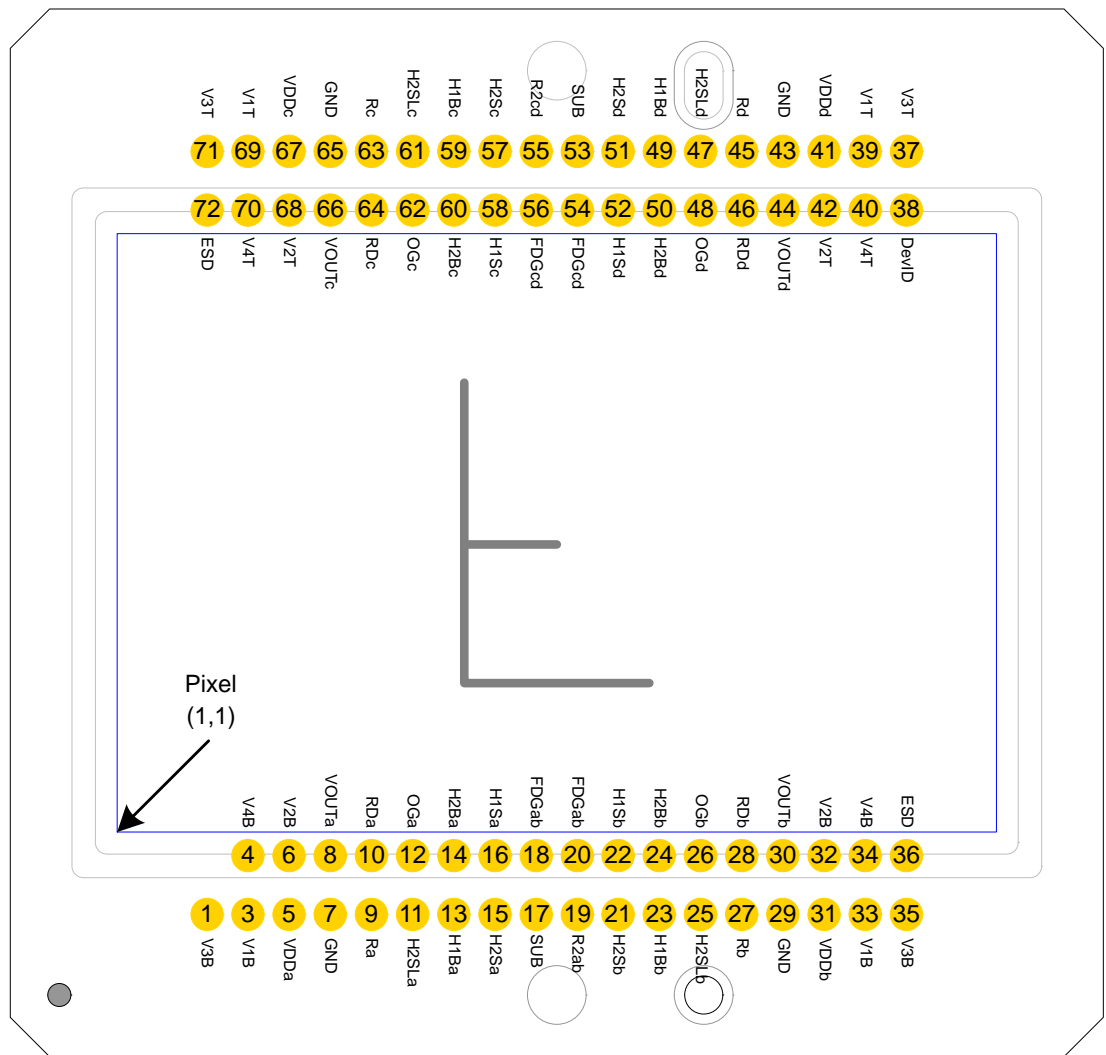 V3T V1T VDDc GND Rc H2SLc H1Bc H2Sc R2cd SUB H2Sd H1Bd H2SLd Rd GND VDDd V1T V3T
71 69 67 65 63 61 59 57 55 53 51 49 47 45 43 41 39 37
72 70 68 66 64 62 60 58 56 54 52 50 48 46 44 42 40 38
ESD V4T V2T VOUTc RDc OGc H2Bc H1Sc FDGcd FDGcd H1Sd H2Bd OGd RDd VOUTd V2T V4T DevID
Pixel
(1,1)
V4B V2B VOUTa RDa OGa H2Ba H1Sa FDGab FDGab H1Sb H2Bb OGb RDb VOUTb V2B V4B ESD
4 6 8 10 12 14 16 18 20 22 24 26 28 30 32 34 36
1 3 5 7 9 11 13 15 17 19 21 23 25 27 29 31 33 35
V3B V1B VDDa GND Ra H2SLa H1Ba H2Sa SUB R2ab H2Sb H1Bb H2SLb Rb GND VDDb V1B V3B